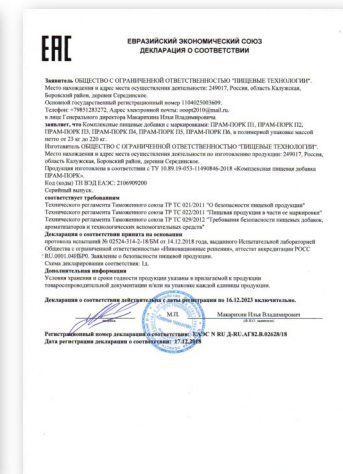 ЕАС
ЕВРАЗИЙСКИЙ ЭКОНОМИЧЕСКИЙ СОЮЗ
ДЕКЛАРАЦИЯ О СООТВЕТСТВИИ
Заявитель ОБЩЕСТВО С ОГРАНИЧЕННОЙ ОТВЕТСТВЕННОСТЬЮ "ПИЩЕВЫЕ ТЕХНОЛОГИИ".
Место нахождения и адрес места осуществления деятельности: 249017, Россия, область Калужская,
Боровский район, деревня Серединское.
Основной государственный регистрационный номер 1104025003609.
Телефон: +79851283272, Адрес электронной почты: ooopt2010@mail.ru.
в лице Генерального директора Макарихина Ильи Владимировича
заявляет, что Комплексные пищевые добавки с маркировками: ПРАМ-ПОРК П1, ПРАМ-ПОРК П2,
ПРАМ-ПОРК П3, ПРАМ-ПОРК П4, ПРАМ-ПОРК П5, ПРАМ-ПОРК П6, в полимерной упаковке массой
нетто от 23 кг до 220 кг.
Изготовитель ОБЩЕСТВО С ОГРАНИЧЕННОЙ ОТВЕТСТВЕННОСТЬЮ "ПИЩЕВЫЕ ТЕХНОЛОГИИ".
Место нахождения и адрес места осуществления деятельности по изготовлению продукции: 249017, Россия,
область Калужская, Боровский район, деревня Серединское.
Продукция изготовлена в соответствии с ТУ 10.89.19-053-11490846-2018 «Комплексная пищевая добавка
ПРАМ-ПОРК».
Код (коды) ТН ВЭД ЕАЭС: 2106909200
Серийный выпуск.
соответствует требованиям
Технического регламента Таможенного союза ТР ТС 021/2011 "О безопасности пищевой продукции"
Технического регламента Таможенного союза ТР ТС 022/2011 "Пищевая продукция в части ее маркировки"
Технического регламента Таможенного союза ТР ТС 029/2012 "Требования безопасности пищевых добавок,
ароматизаторов и технологических вспомогательных средств"
Декларация о соответствии принята на основании
протокола испытаний № 02524-314-2-18/БМ от 14.12.2018 года, выданного Испытательной лабораторией
Общества с ограниченной ответственностью «Инновационные решения», аттестат аккредитации РОСС
RU.0001.04ИБР0. Заявление о безопасности пищевой продукции.
Схема декларирования соответствия: 1д.
Дополнительная информация
Условия хранения и срок годности продукции указаны в прилагаемой к продукции
товаросопроводительной документации и/или на упаковке каждой единицы продукции.
Декларация о соответствии действительна с даты регистрации по 16.12.2023 включительно.
М.П.
Макарихин Илья Владимирович
Регистрационный номер декларации о соответствии: ЕАЭС N RU Д-RU.АГ82.В.02628/18
Дата регистрации декларации о соответствии: 17.12.2018